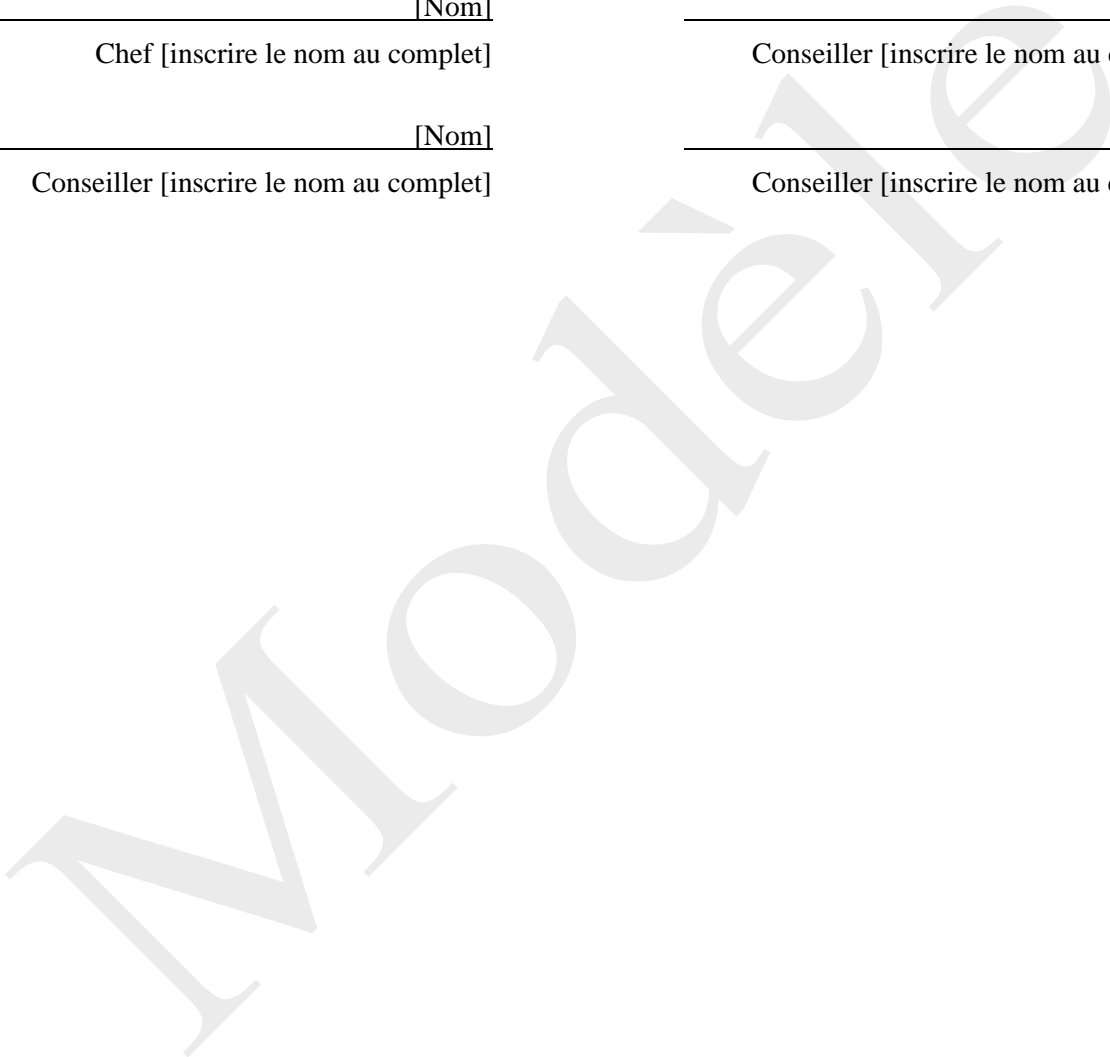 [Nom]
Chef [inscrire le nom au complet]
Conseiller [inscrire le nom au
[Nom]
Conseiller [inscrire le nom au complet]
Conseiller [inscrire le nom au
Modèle